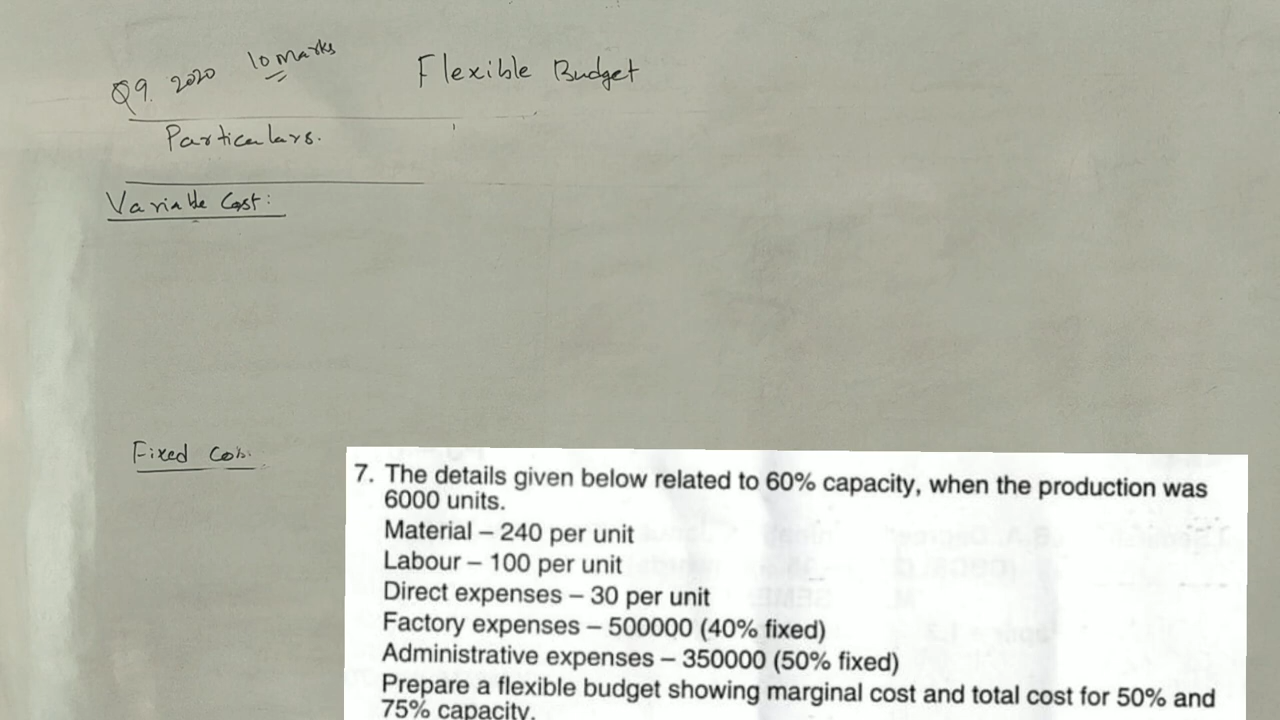 Q9. 2020 10 Marks Flexible Budget
Particulars.
Variable Cost:
Fixed Cost.
7. The details given below related to 60% capacity, when the production was
6000 units.
Material – 240 per unit
Labour – 100 per unit
Direct expenses – 30 per unit
Factory expenses – 500000 (40% fixed)
Administrative expenses – 350000 (50% fixed)
Prepare a flexible budget showing marginal cost and total cost for 50% and
75% capacity.